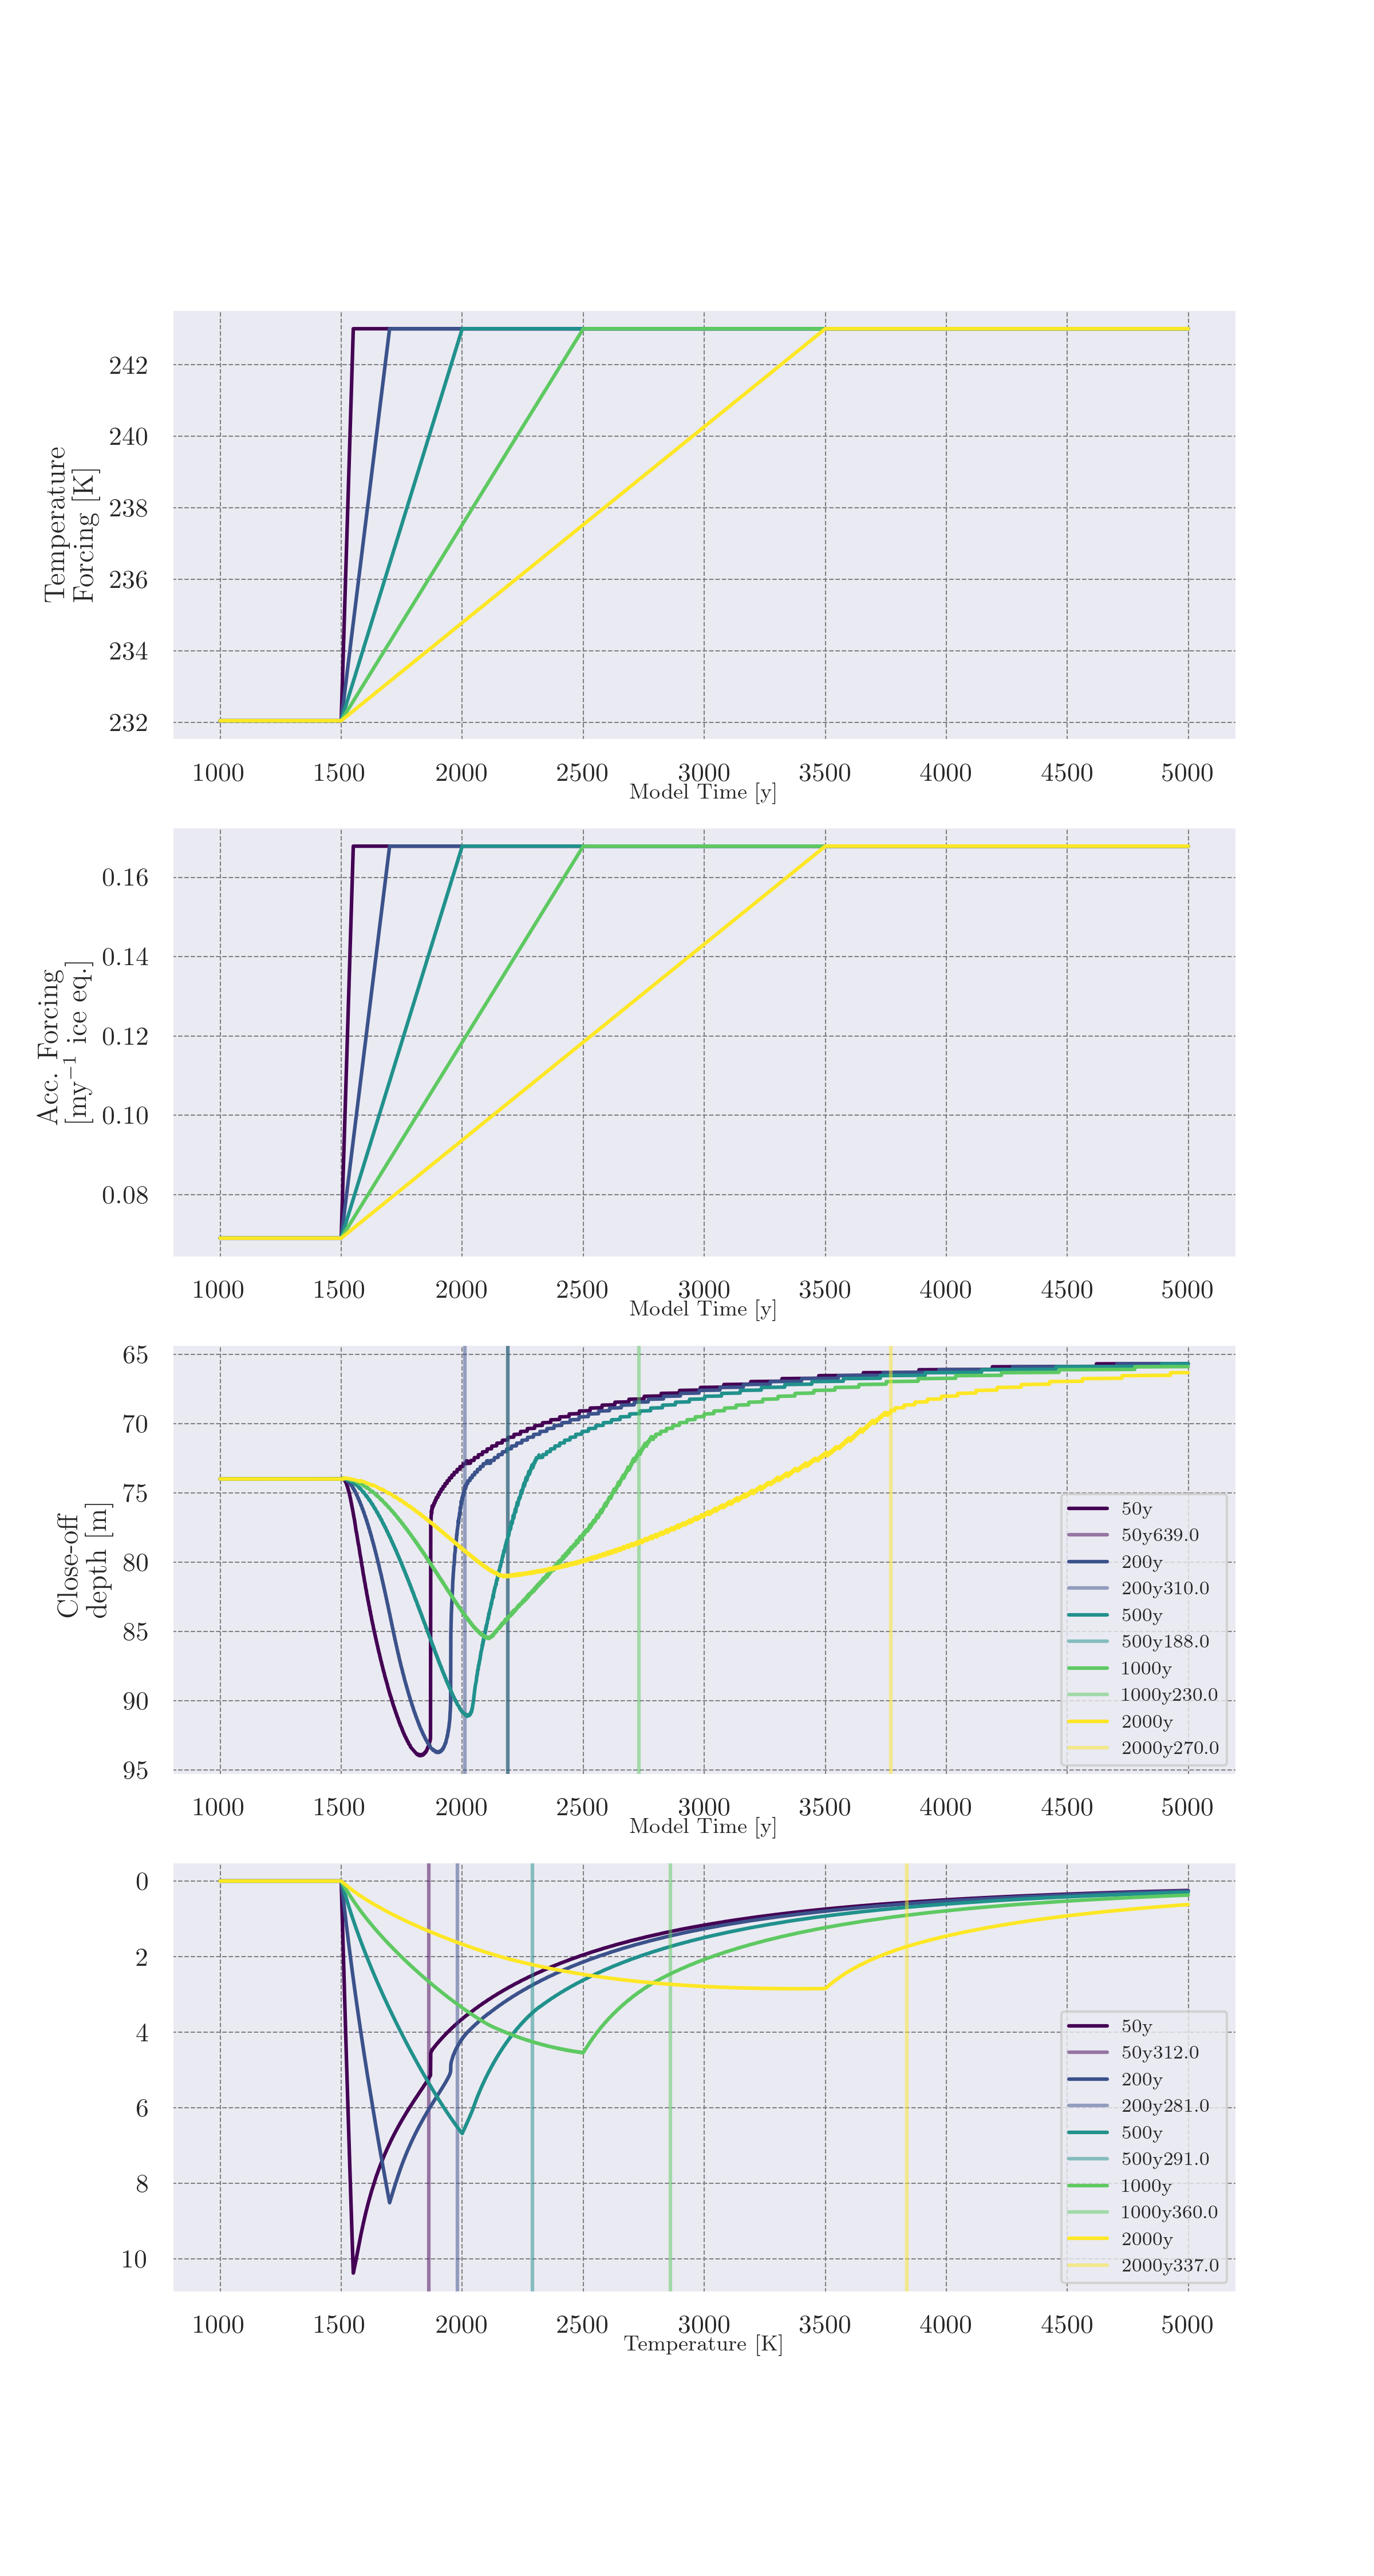 242
240
238
236
234
232
Temperature
Forcing [K]
1000 1500 2000 2500 3000 3500 4000 4500 5000
Model Time [y]
0.16
0.14
0.12
0.10
0.08
Acc. Forcing
[my⁻¹ ice eq.]
1000 1500 2000 2500 3000 3500 4000 4500 5000
Model Time [y]
65
70
75
80
85
90
95
Close-off
depth [m]
50y
50y639.0
200y
200y310.0
500y
500y188.0
1000y
1000y230.0
2000y
2000y270.0
1000 1500 2000 2500 3000 3500 4000 4500 5000
Model Time [y]
0
2
4
6
8
10
50y
50y312.0
200y
200y281.0
500y
500y291.0
1000y
1000y360.0
2000y
2000y337.0
1000 1500 2000 2500 3000 3500 4000 4500 5000
Temperature [K]